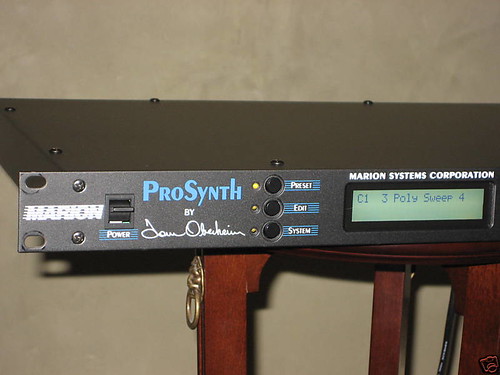 MARION
POWER
PROSYNTH
BY
Tom Oberheim
PRESET
EDIT
SYSTEM
MARION SYSTEMS CORPORATION
C1 3 Poly Sweep 4